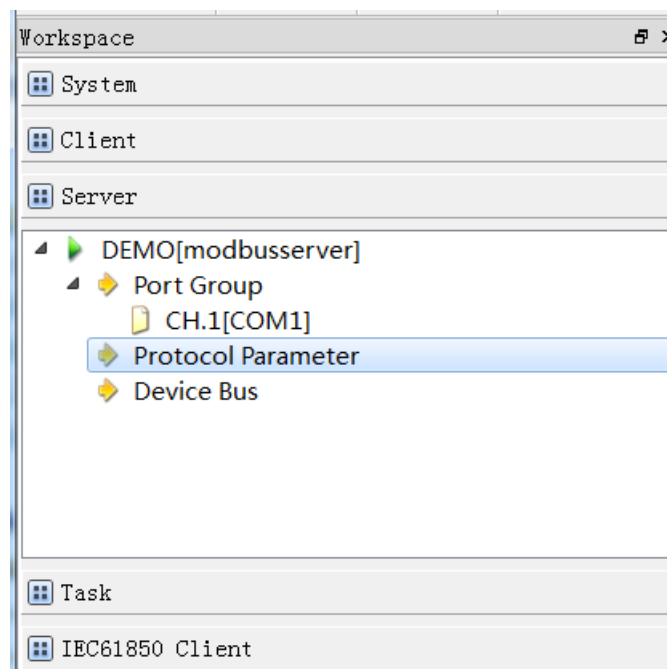 Workspace
System
Client
Server
DEMO[modbusserver]
Port Group
CH.1[COM1]
Protocol Parameter
Device Bus
Task
IEC61850 Client